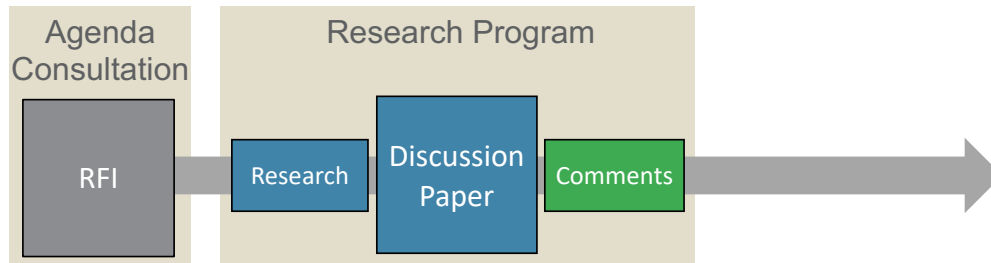 Agenda
Consultation
Research Program
RFI
Research
Discussion
Paper
Comments